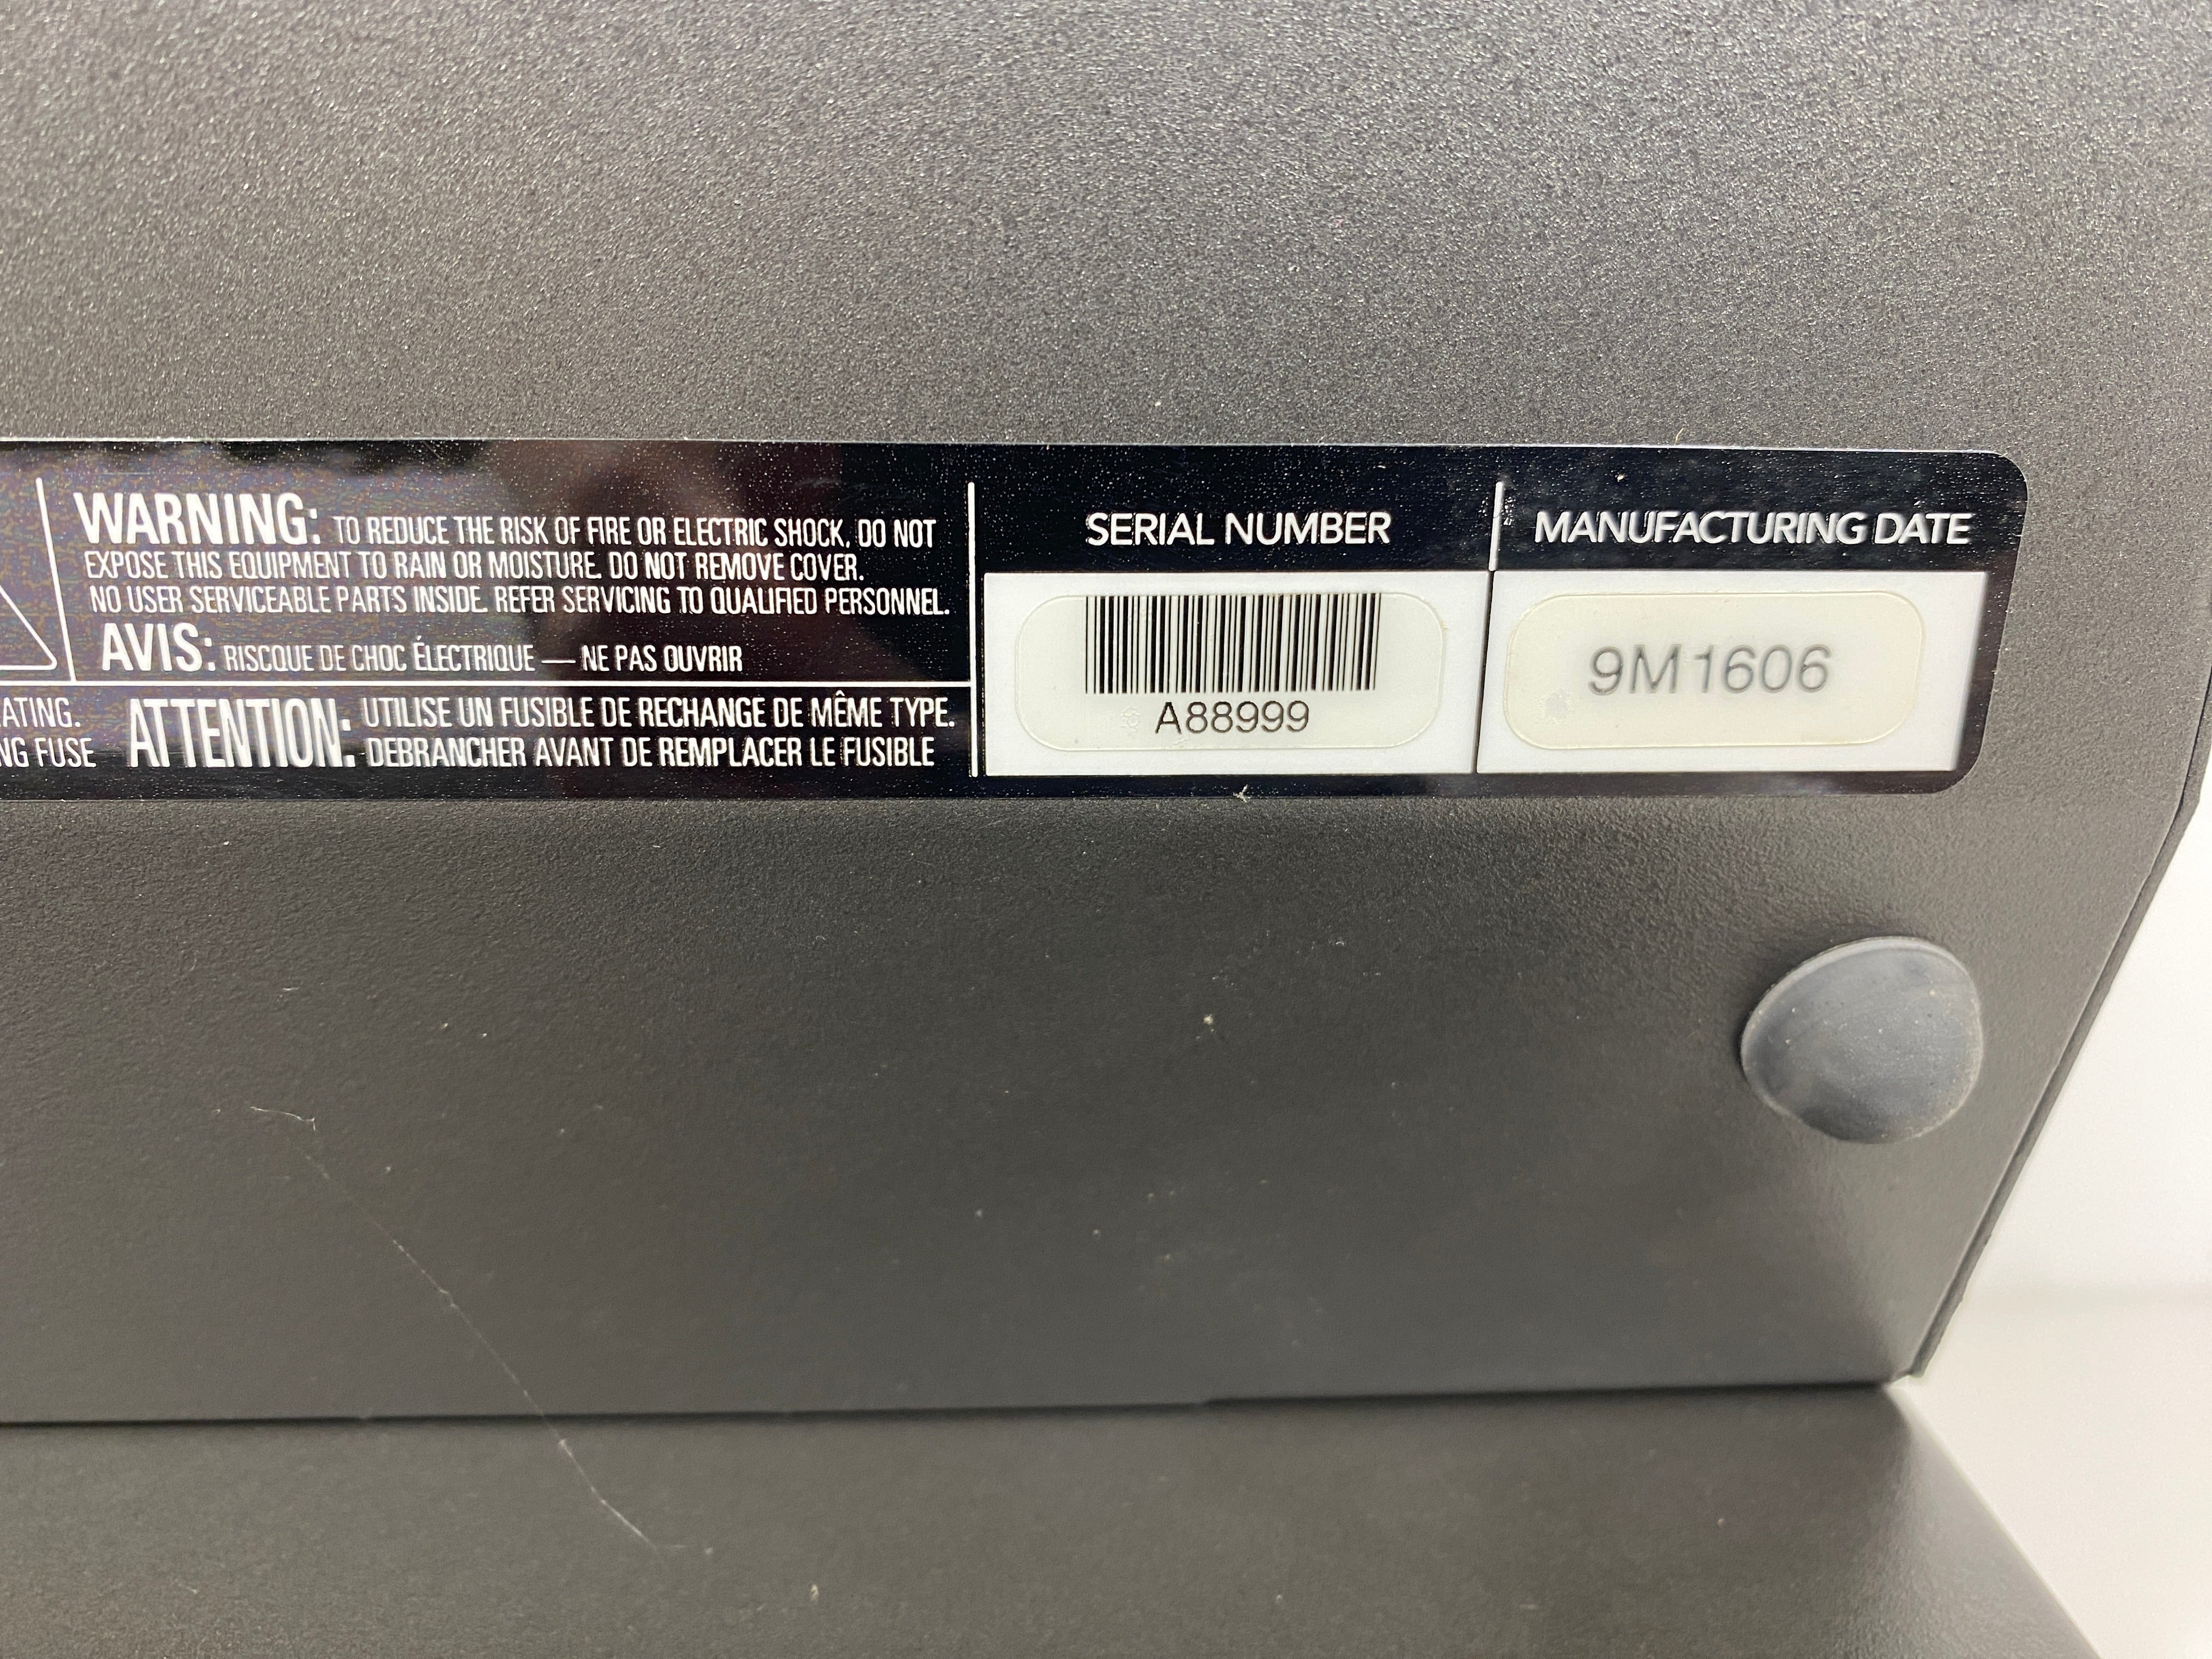 WARNING: TO REDUCE THE RISK OF FIRE OR ELECTRIC SHOCK, DO NOT
EXPOSE THIS EQUIPMENT TO RAIN OR MOISTURE. DO NOT REMOVE COVER.
NO USER SERVICEABLE PARTS INSIDE. REFER SERVICING TO QUALIFIED PERSONNEL.
AVIS: RISCQUE DE CHOC ÉLECTRIQUE — NE PAS OUVRIR
ATING.
NG FUSE
ATTENTION: UTILISE UN FUSIBLE DE RECHANGE DE MÊME TYPE.
DEBRANCHER AVANT DE REMPLACER LE FUSIBLE
SERIAL NUMBER
A88999
MANUFACTURING DATE
9M1606